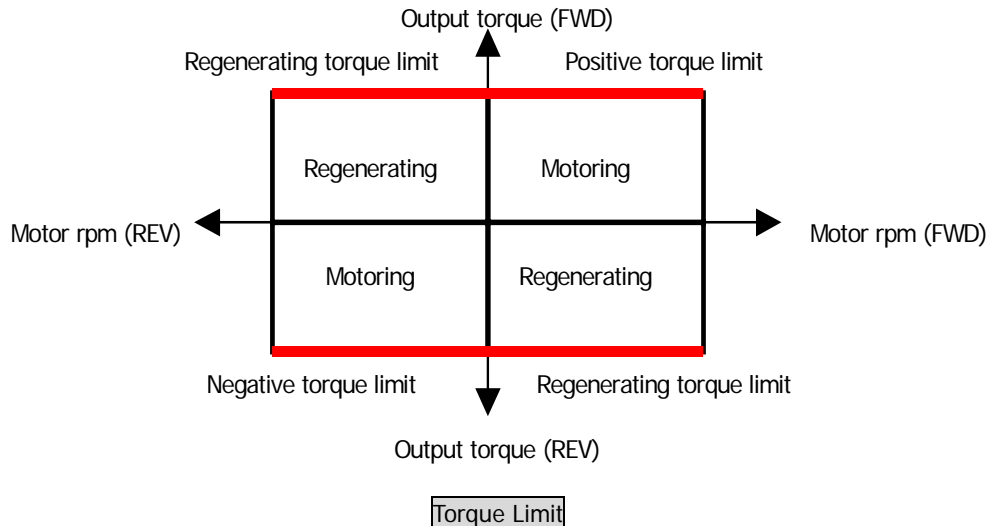 Output torque (FWD)
Regenerating torque limit
Positive torque limit
Regenerating
Motoring
Motor rpm (REV)
Motor rpm (FWD)
Motoring
Regenerating
Negative torque limit
Regenerating torque limit
Output torque (REV)
Torque Limit